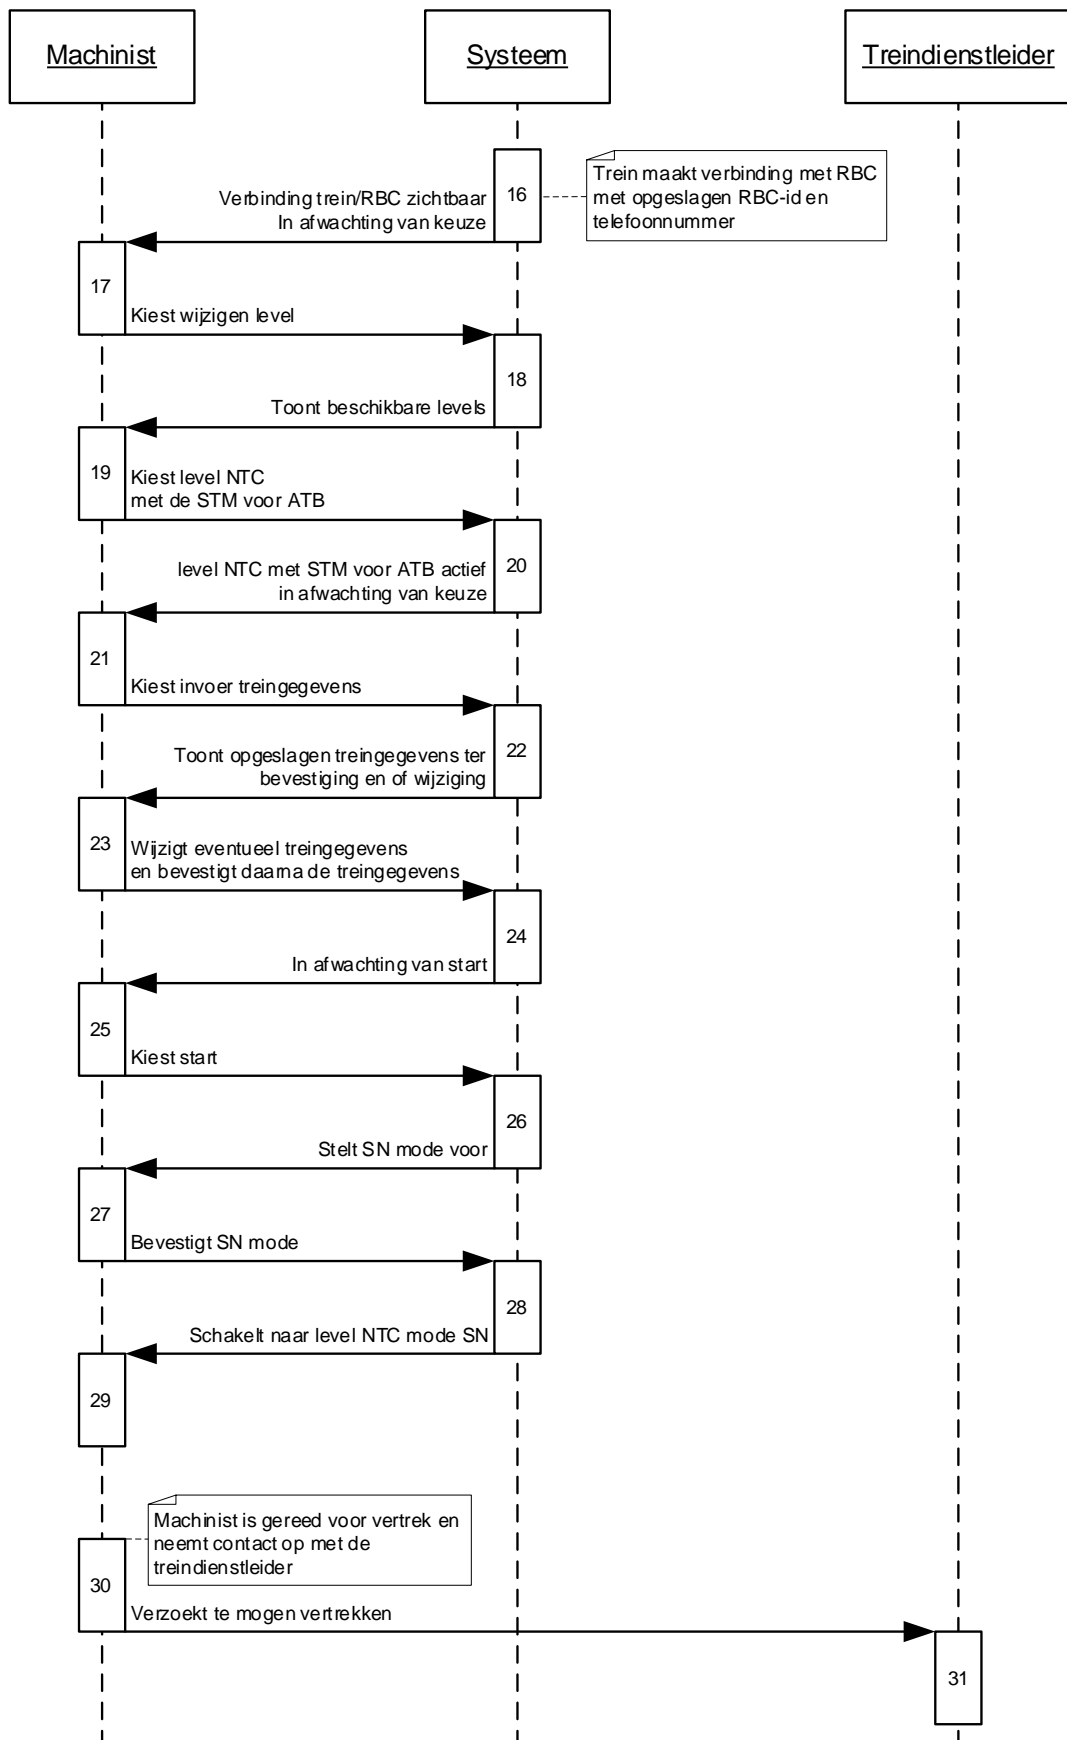 Machinist
Systeem
Treindienstleider
16
Trein maakt verbinding met RBC
met opgeslagen RBC-id en
telefoonnummer
Verbinding trein/RBC zichtbaar
In afwachting van keuze
17
Kiest wijzigen level
18
Toont beschikbare levels
19
Kiest level NTC
met de STM voor ATB
20
level NTC met STM voor ATB actief
in afwachting van keuze
21
Kiest invoer treingegevens
22
Toont opgeslagen treingegevens ter
bevestiging en of wijziging
23
Wijzigt eventueel treingegevens
en bevestigt daarna de treingegevens
24
In afwachting van start
25
Kiest start
26
Stelt SN mode voor
27
Bevestigt SN mode
28
Schakelt naar level NTC mode SN
29
Machinist is gereed voor vertrek en
neemt contact op met de
treindienstleider
30
Verzoekt te mogen vertrekken
31